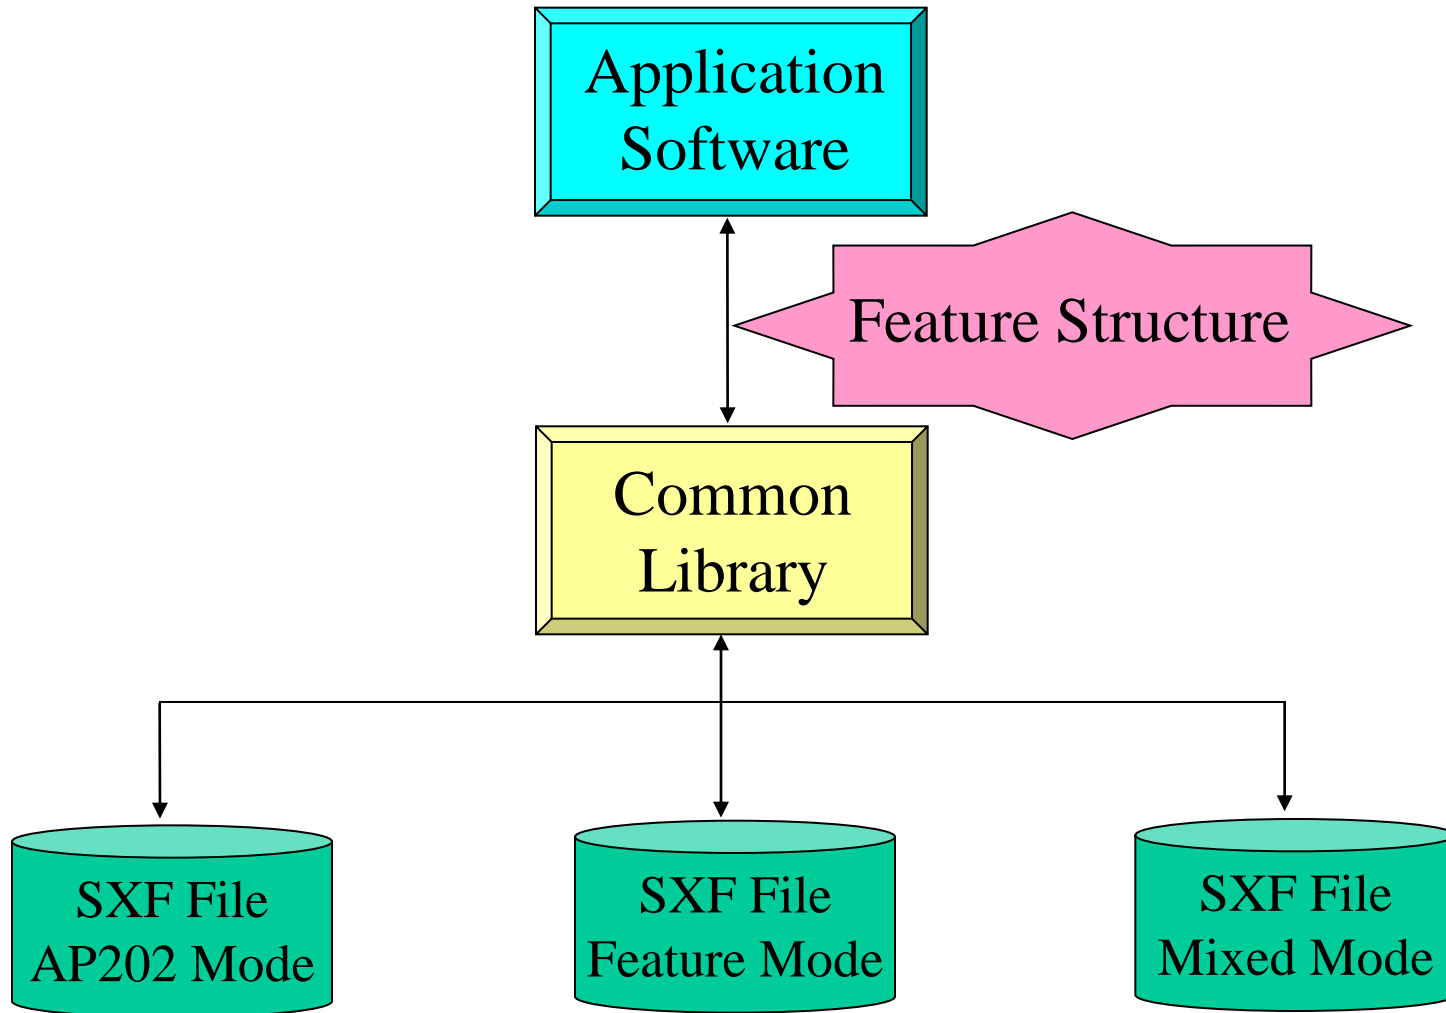 Application
Software
Feature Structure
Common
Library
SXF File
AP202 Mode
SXF File
Feature Mode
SXF File
Mixed Mode